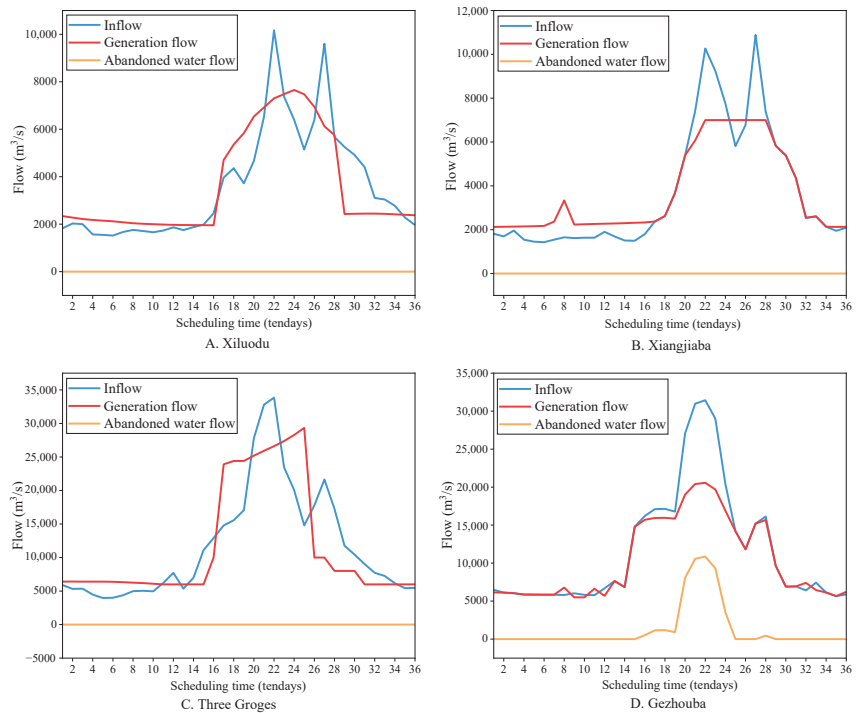 10,000
8000
6000
4000
2000
0
Flow (m³/s)
Inflow
Generation flow
Abandoned water flow
2 4 6 8 10 12 14 16 18 20 22 24 26 28 30 32 34 36
Scheduling time (tendays)
A. Xiluodu
12,000
10,000
8000
6000
4000
2000
0
Flow (m³/s)
Inflow
Generation flow
Abandoned water flow
2 4 6 8 10 12 14 16 18 20 22 24 26 28 30 32 34 36
Scheduling time (tendays)
B. Xiangjiaba
35,000
30,000
25,000
20,000
15,000
10,000
5000
0
−5000
Flow (m³/s)
Inflow
Generation flow
Abandoned water flow
2 4 6 8 10 12 14 16 18 20 22 24 26 28 30 32 34 36
Scheduling time (tendays)
C. Three Groges
35,000
30,000
25,000
20,000
15,000
10,000
5000
0
Flow (m³/s)
Inflow
Generation flow
Abandoned water flow
2 4 6 8 10 12 14 16 18 20 22 24 26 28 30 32 34 36
Scheduling time (tendays)
D. Gezhouba